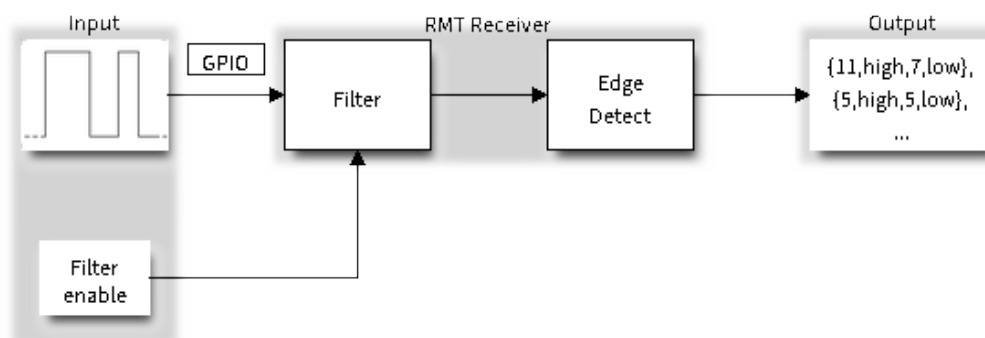 Input
RMT Receiver
Output
GPIO
Filter
Edge
Detect
{11,high,7,low},
{5,high,5,low},
...
Filter
enable